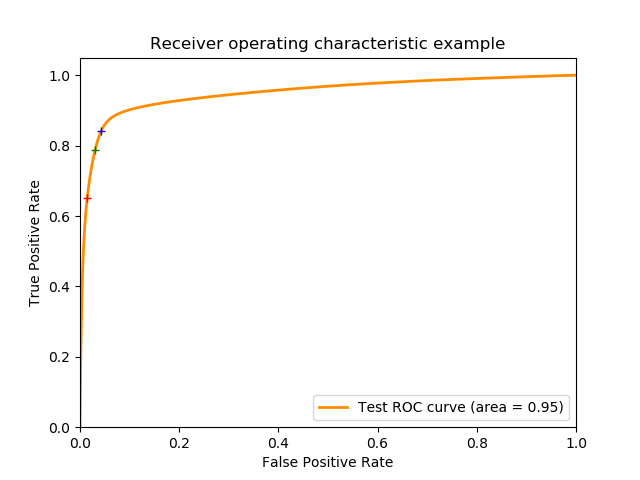 Receiver operating characteristic example
1.0
0.8
0.6
0.4
0.2
0.0
True Positive Rate
Test ROC curve (area = 0.95)
0.0 0.2 0.4 0.6 0.8 1.0
False Positive Rate